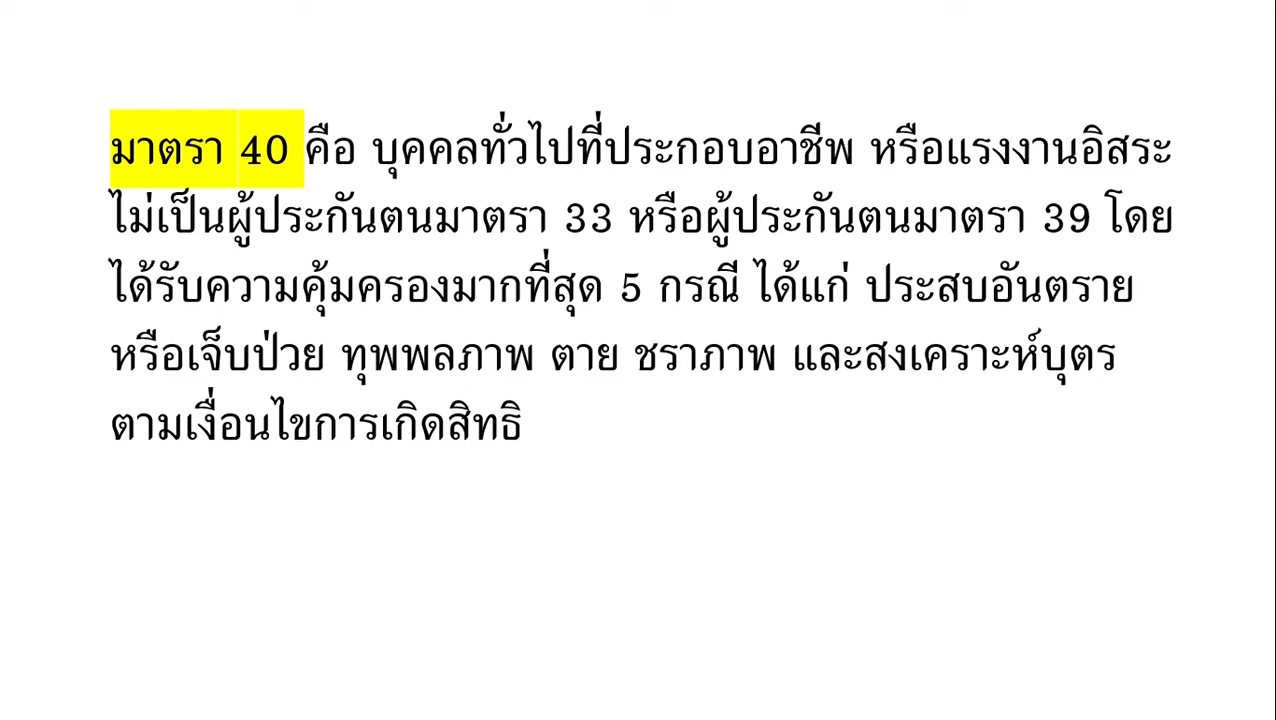 มาตรา 40 คือ บุคคลทั่วไปที่ประกอบอาชีพ หรือแรงงานอิสระ
ไม่เป็นผู้ประกันตนมาตรา 33 หรือผู้ประกันตนมาตรา 39 โดย
ได้รับความคุ้มครองมากที่สุด 5 กรณี ได้แก่ ประสบอันตราย
หรือเจ็บป่วย ทุพพลภาพ ตาย ชราภาพ และสงเคราะห์บุตร
ตามเงื่อนไขการเกิดสิทธิ